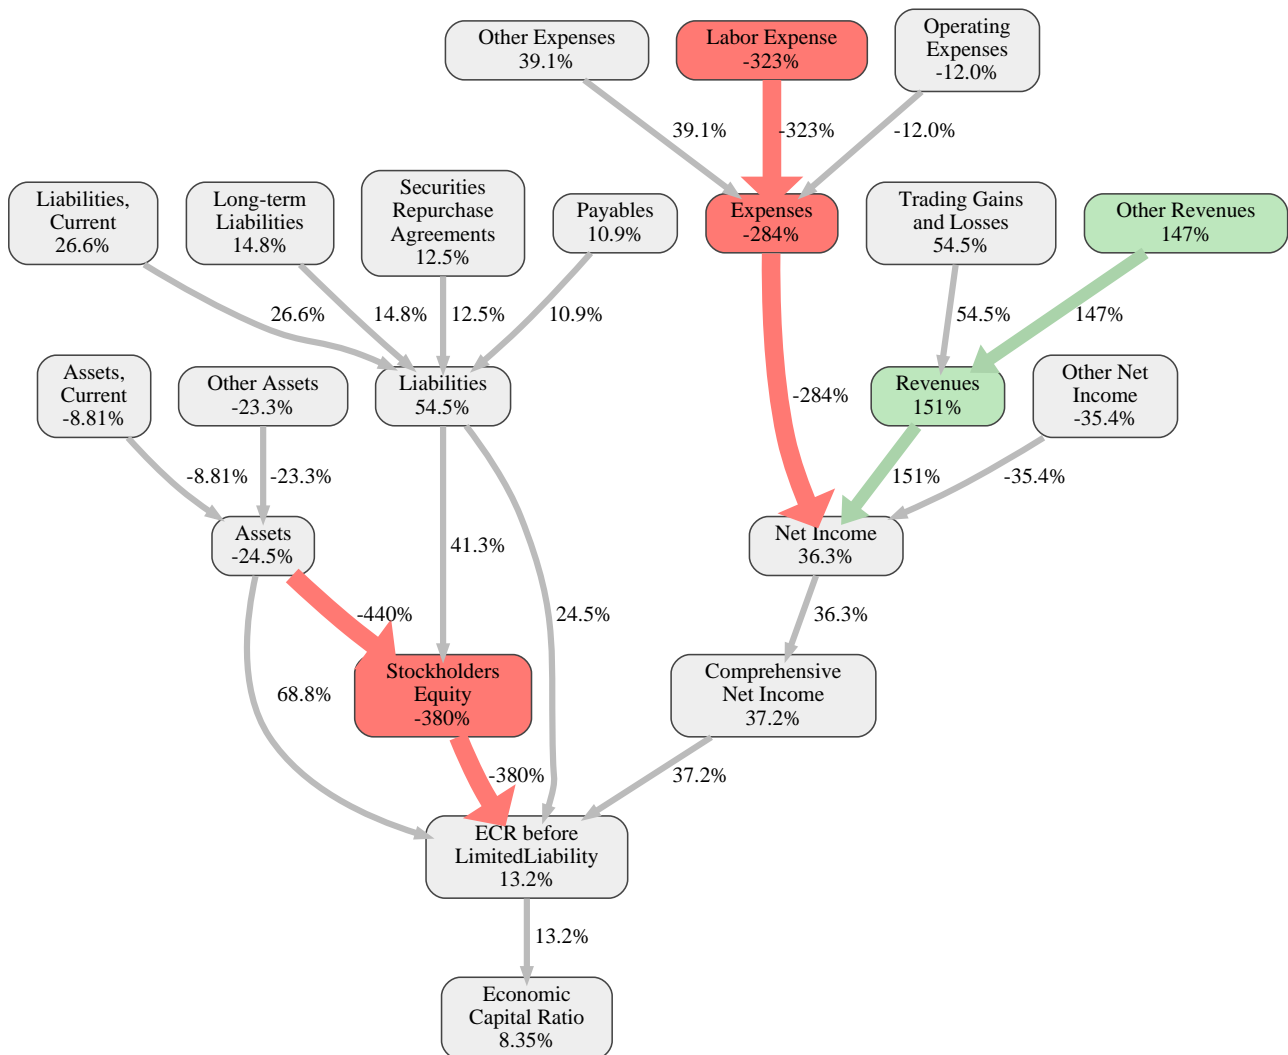 Other Expenses
39.1%
Labor Expense
-323%
Operating
Expenses
-12.0%
39.1%
-323%
-12.0%
Liabilities,
Current
26.6%
Long-term
Liabilities
14.8%
Securities
Repurchase
Agreements
12.5%
Payables
10.9%
Expenses
-284%
Trading Gains
and Losses
54.5%
Other Revenues
147%
26.6%
14.8%
12.5%
10.9%
-284%
54.5%
147%
Assets,
Current
-8.81%
Other Assets
-23.3%
Liabilities
54.5%
Revenues
151%
Other Net
Income
-35.4%
-8.81%
-23.3%
41.3%
24.5%
151%
-35.4%
Assets
-24.5%
Net Income
36.3%
-440%
68.8%
36.3%
Stockholders
Equity
-380%
Comprehensive
Net Income
37.2%
-380%
37.2%
ECR before
LimitedLiability
13.2%
13.2%
Economic
Capital Ratio
8.35%